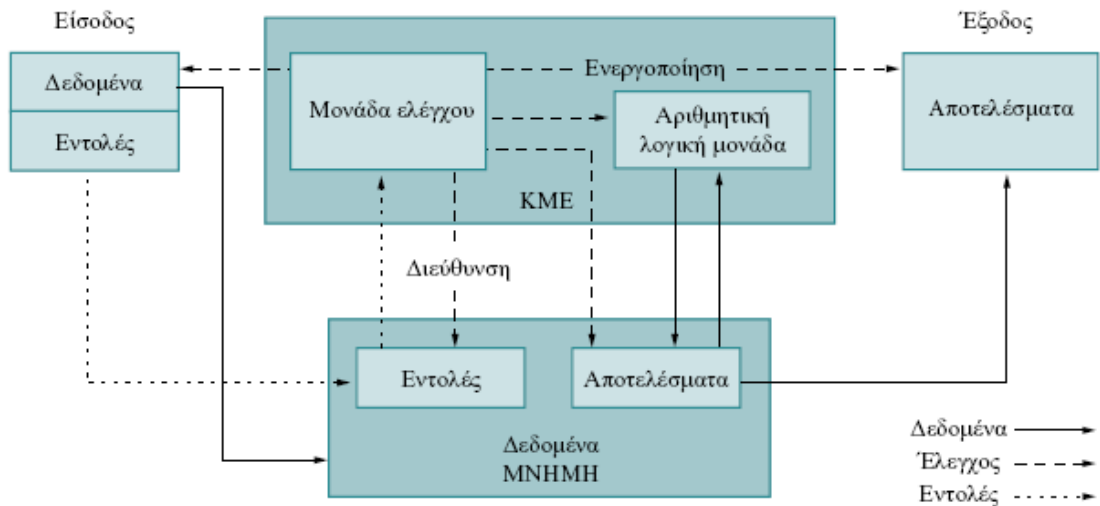 Είσοδος
Έξοδος
Δεδομένα
Εντολές
Μονάδα ελέγχου
Ενεργοποίηση
Αριθμητική
λογική μονάδα
ΚΜΕ
Αποτελέσματα
Διεύθυνση
Εντολές
Αποτελέσματα
Δεδομένα
ΜΝΗΜΗ
Δεδομένα
Έλεγχος
Εντολές